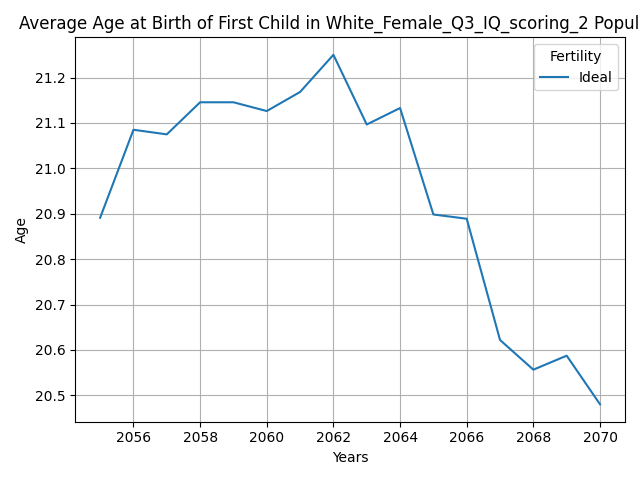 Average Age at Birth of First Child in White_Female_Q3_IQ_scoring_2 Popul
Fertility
Ideal
21.2
21.1
21.0
20.9
20.8
20.7
20.6
20.5
Age
2056 2058 2060 2062 2064 2066 2068 2070
Years